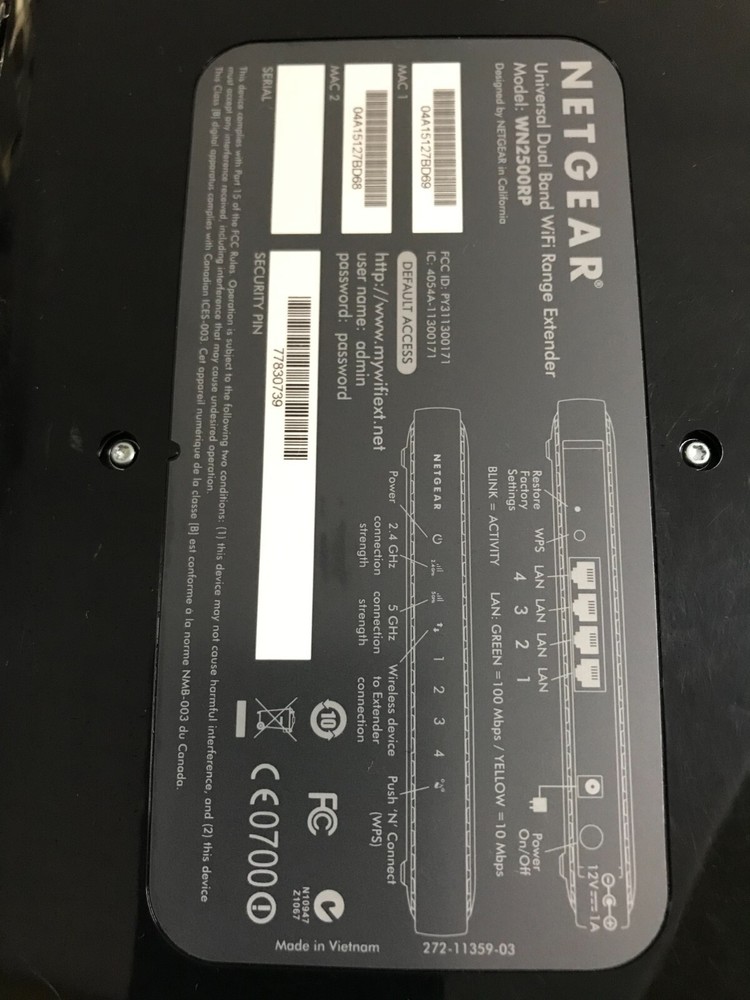 NETGEAR®
Universal Dual Band WiFi Range Extender
Model: WN2500RP
Designed by NETGEAR in California
MAC 1
04A15127BD69
MAC 2
04A15127BD68
SERIAL
FCC ID: PY311300171
IC: 4054A-11300171
DEFAULT ACCESS
http://www.mywifiext.net
user name: admin
password: password
SECURITY PIN
77830739
Restore Factory Settings
WPS
LAN 4
LAN 3
LAN 2
LAN 1
Power On/Off
12V 1A
BLINK = ACTIVITY LAN: GREEN =100 Mbps / YELLOW =10 Mbps
NETGEAR 1 2 3 4
Power
2.4 GHz connection strength
5 GHz connection strength
Wireless device to Extender connection
Push 'N' Connect (WPS)
10
FC
CE0700
N10947
Z1067
This device complies with Part 15 of the FCC Rules. Operation is subject to the following two conditions: (1) this device may not cause harmful interference, and (2) this device
must accept any interference received, including interference that may cause undesired operation.
This Class [B] digital apparatus complies with Canadian ICES-003. Cet appareil numérique de la classe [B] est conforme à la norme NMB-003 du Canada.
Made in Vietnam
272-11359-03